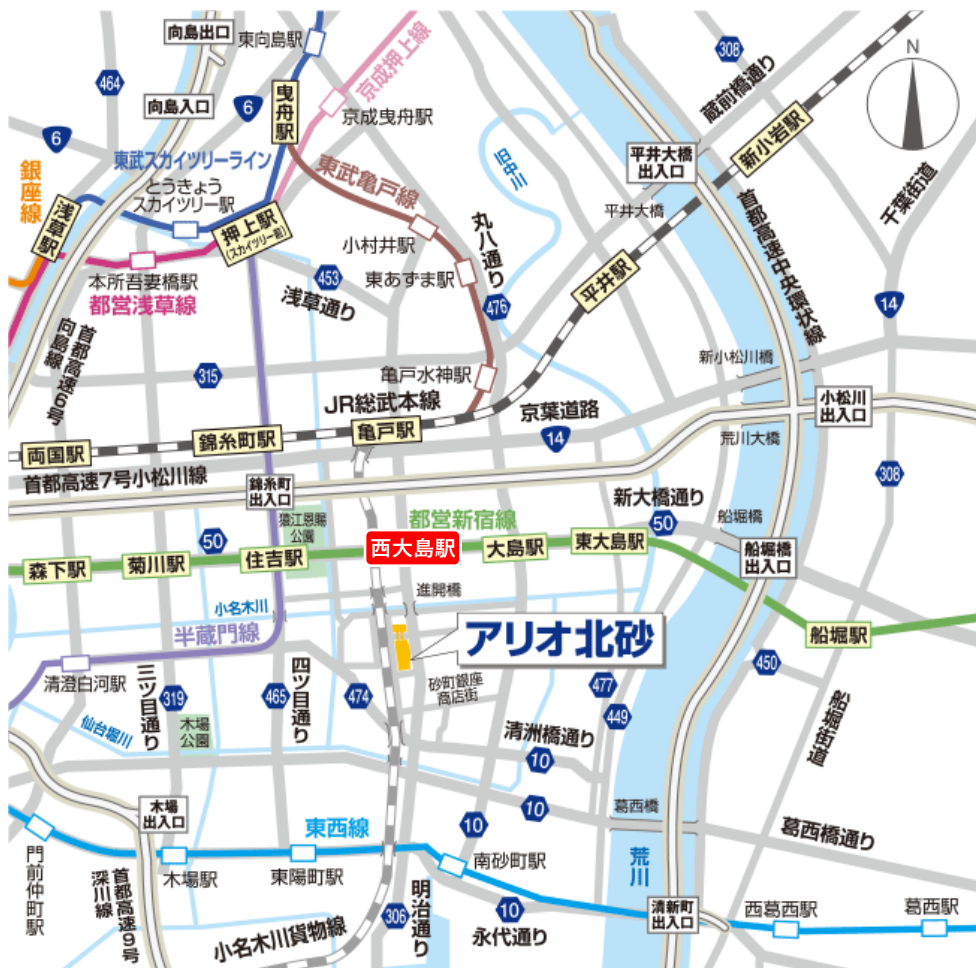 向島出口
東向島駅
京成押上線
308
蔵前橋通り
N
464
向島入口
6
曳舟駅
京成曳舟駅
新小岩駅
6
東武スカイツリーライン
東武亀戸線
旧中川
平井大橋
出入口
千葉街道
銀座線
とうきょう
スカイツリー駅
浅草駅
押上駅
(スカイツリー前)
小村井駅
丸八通り
平井大橋
首都高速中央環状線
本所吾妻橋駅
都営浅草線
453
浅草通り
東あずま駅
476
平井駅
14
首都高速6号
向島線
315
亀戸水神駅
新小松川橋
JR総武本線
京葉道路
小松川
出入口
両国駅
錦糸町駅
亀戸駅
14
荒川大橋
首都高速7号小松川線
錦糸町
出入口
308
猿江恩賜
公園
都営新宿線
新大橋通り
50
船堀橋
50
森下駅
菊川駅
住吉駅
西大島駅
大島駅
東大島駅
船堀橋
出入口
小名木川
進開橋
半蔵門線
アリオ北砂
船堀駅
清澄白河駅
三ツ目通り
319
465
四ツ目通り
474
砂町銀座
商店街
477
449
450
船堀街道
仙台堀川
木場
公園
清洲橋通り
10
木場
出入口
10
葛西橋
葛西橋通り
東西線
10
門前仲町駅
首都高速9号
深川線
木場駅
東陽町駅
南砂町駅
荒川
306
明治通り
10
永代通り
清新町
出入口
西葛西駅
葛西駅
小名木川貨物線